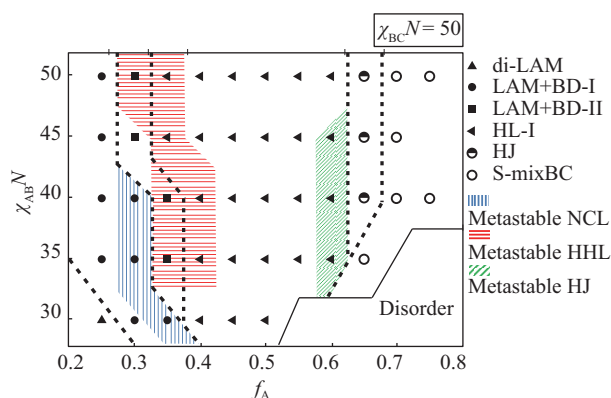 χBC N = 50
50
45
40
35
30
χAB N
0.2 0.3 0.4 0.5 0.6 0.7 0.8
fA
Disorder
di-LAM
LAM+BD-I
LAM+BD-II
HL-I
HJ
S-mixBC
Metastable NCL
Metastable HHL
Metastable HJ